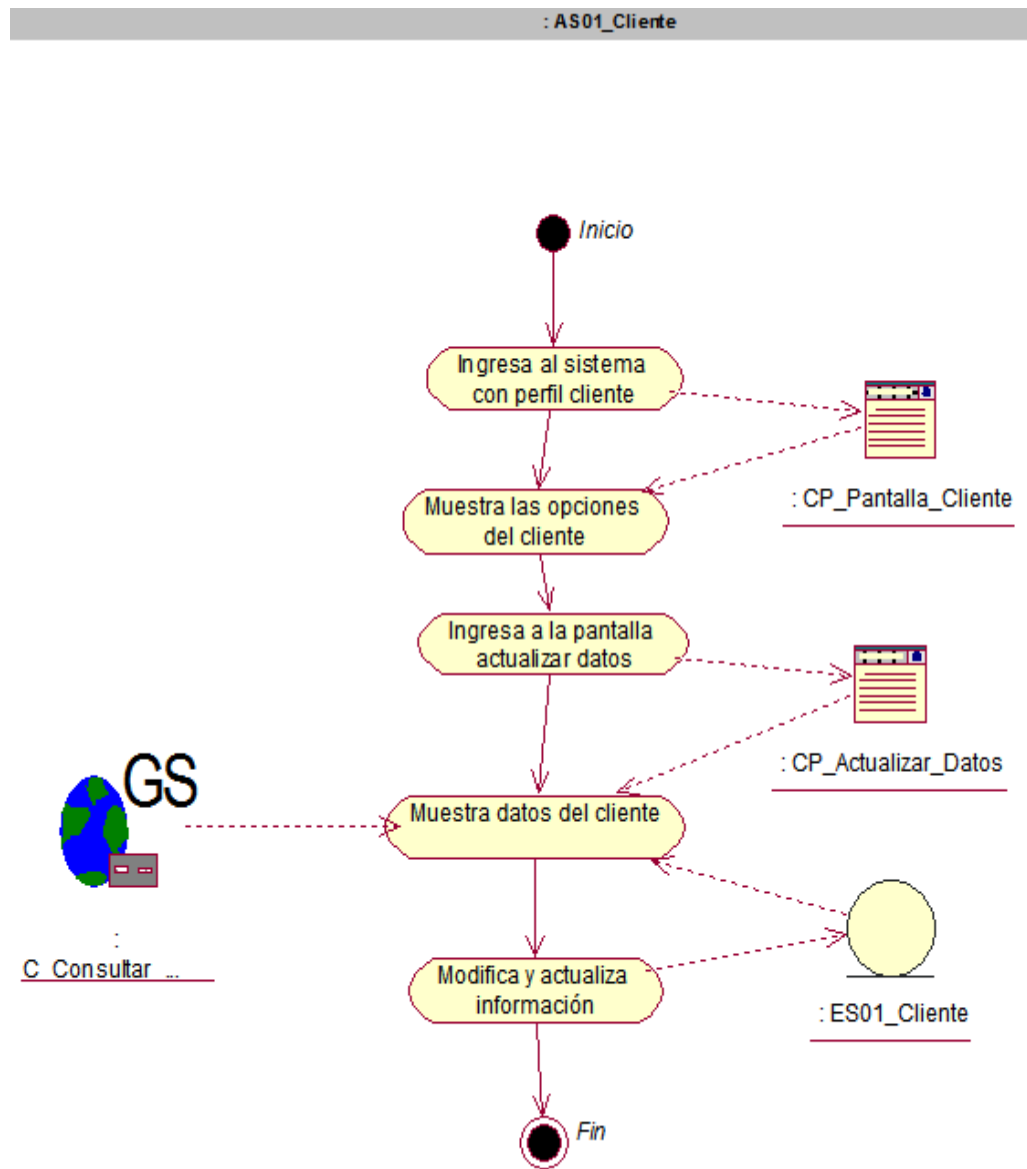 : AS01_Cliente
Inicio
Ingresa al sistema
con perfil cliente
: CP_Pantalla_Cliente
Muestra las opciones
del cliente
Ingresa a la pantalla
actualizar datos
: CP_Actualizar_Datos
GS
Muestra datos del cliente
:
C_Consultar_...
Modifica y actualiza
información
: ES01_Cliente
Fin